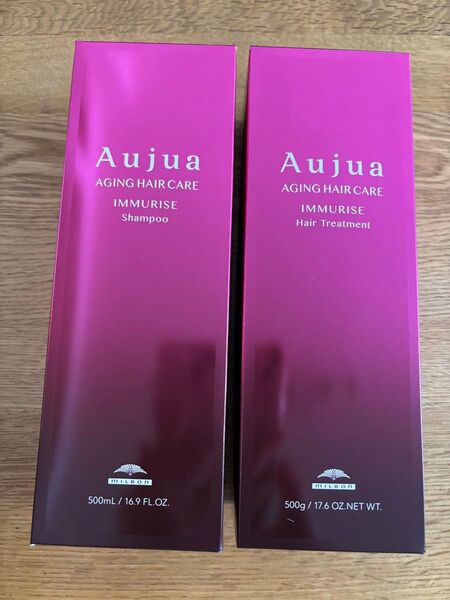 Aujua
AGING HAIR CARE
IMMURISE
Shampoo
MILBON
500mL / 16.9 FL.OZ.
Aujua
AGING HAIR CARE
IMMURISE
Hair Treatment
MILBON
500g / 17.6 OZ.NET WT.